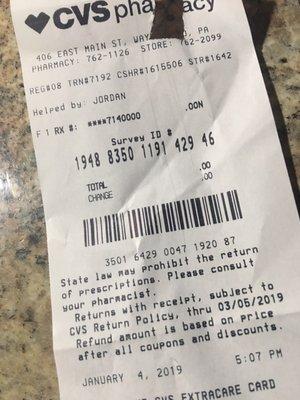 CVS pharmacy
406 EAST MAIN ST, PA
PHARMACY: 762-1126 STORE: 762-2099
REG#08 TRN#7192 CSHR#1615506 STR#1642
Helped by: JORDAN
F 1 RX #: ****7140000 .00N
Survey ID #
1948 8350 1191 429 46
TOTAL .00
CHANGE .00
3501 6429 0047 1920 87
State law may prohibit the return
of prescriptions. Please consult
your pharmacist.
Returns with receipt, subject to
CVS Return Policy, thru 03/05/2019
Refund amount is based on price
after all coupons and discounts.
JANUARY 4, 2019 5:07 PM
CVS EXTRACARE CARD